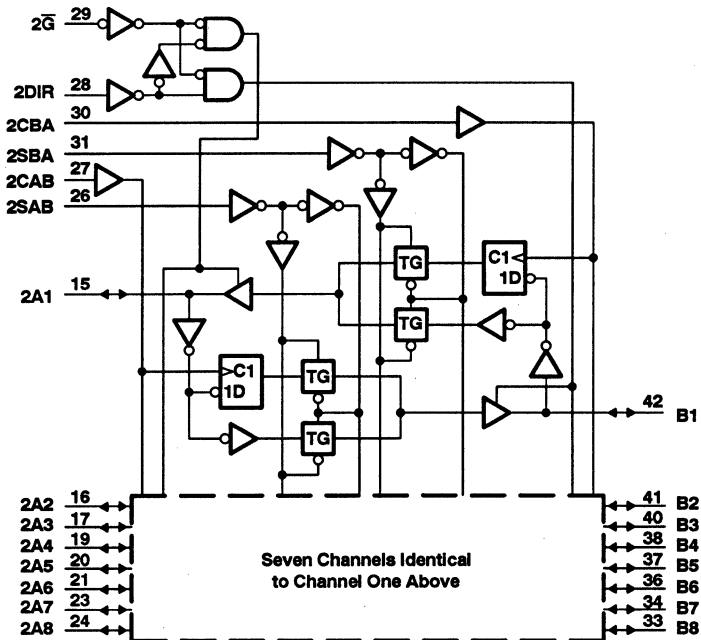 2G̅ 29
2DIR 28
2CBA 30
2SBA 31
2CAB 27
2SAB 26
TG
C1
1D
2A1 15
TG
C1
1D
TG
42 B1
TG
2A2 16
41 B2
2A3 17
40 B3
2A4 19
38 B4
2A5 20
Seven Channels Identical
37 B5
to Channel One Above
2A6 21
36 B6
2A7 23
34 B7
2A8 24
33 B8